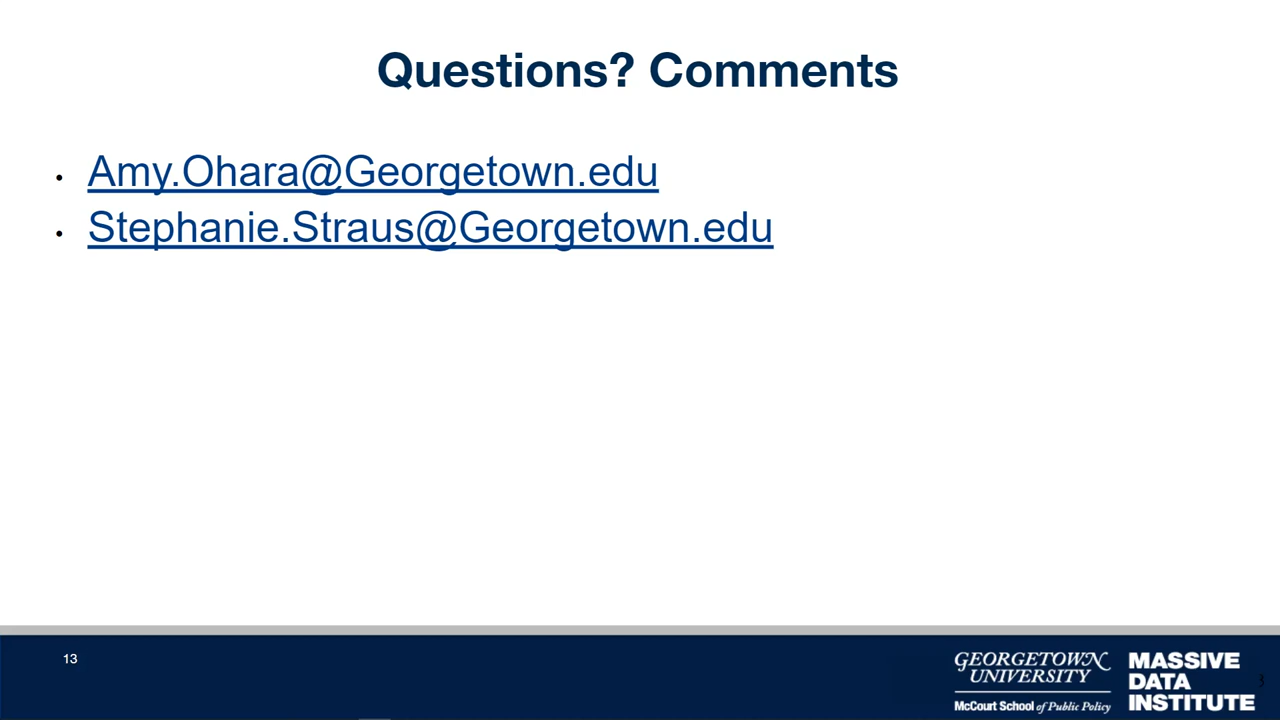 Questions? Comments
• Amy.Ohara@Georgetown.edu
• Stephanie.Straus@Georgetown.edu
13
GEORGETOWN
UNIVERSITY
McCourt School of Public Policy
MASSIVE
DATA
INSTITUTE
3